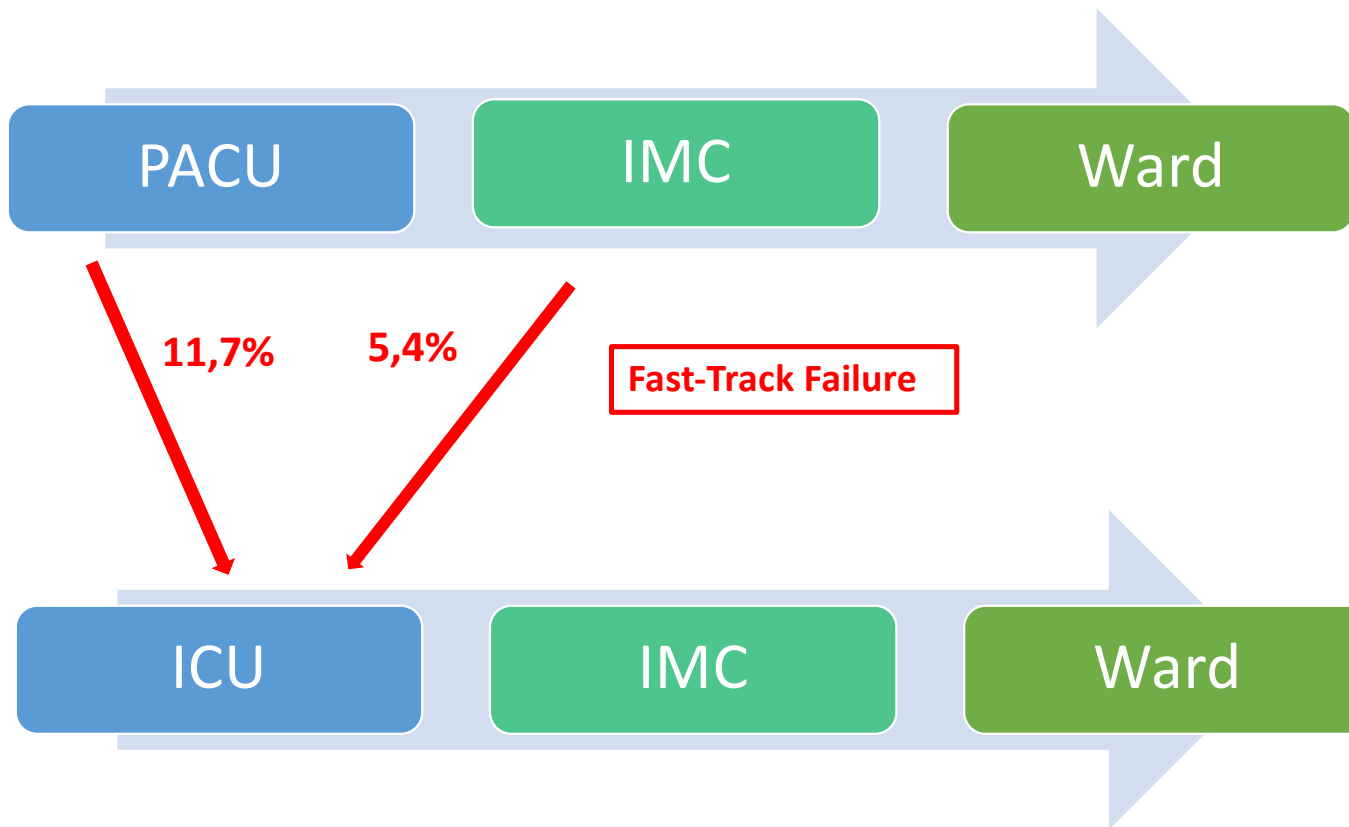 PACU
IMC
Ward
11,7%
5,4%
Fast-Track Failure
ICU
IMC
Ward